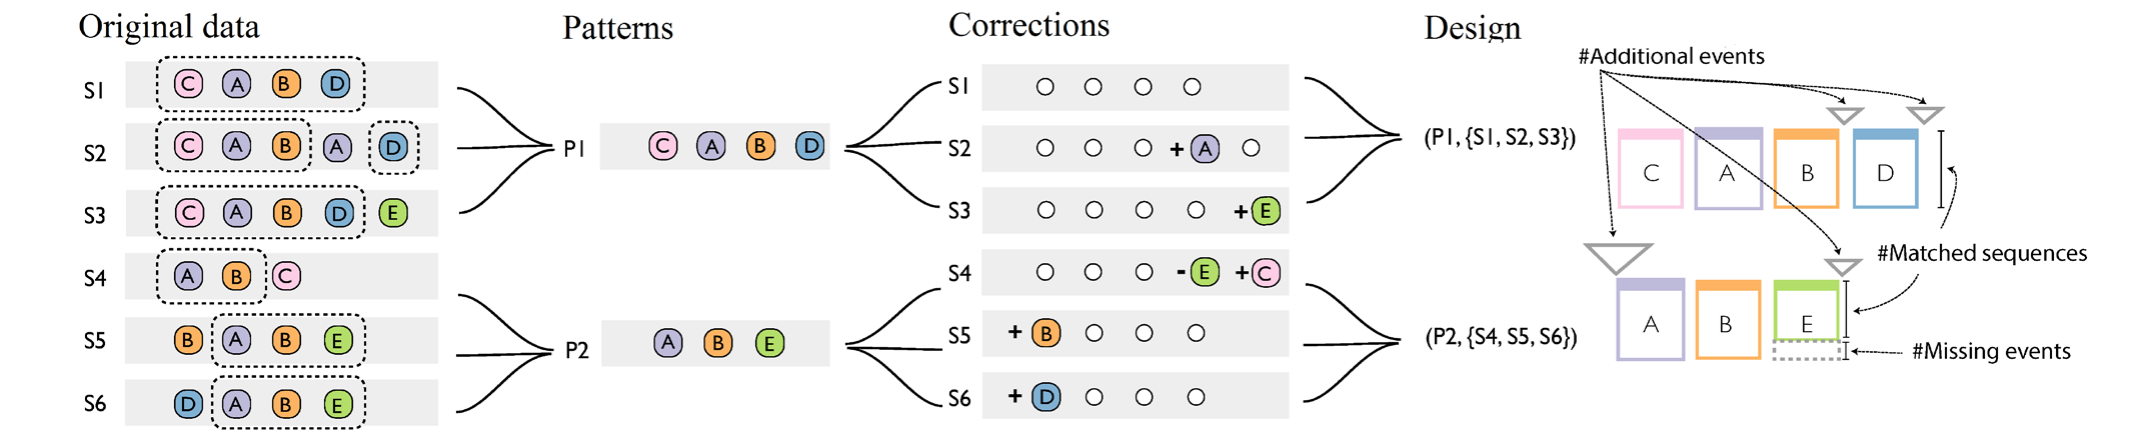 Original data
Patterns
Corrections
Design
#Additional events
S1 C A B D
S2 C A B A D
S3 C A B D E
S4 A B C
S5 B A B E
S6 D A B E
P1 C A B D
P2 A B E
S1
S2 + A
S3 + E
S4 - E + C
S5 + B
S6 + D
(P1, {S1, S2, S3})
C A B D
#Matched sequences
(P2, {S4, S5, S6})
A B E
#Missing events